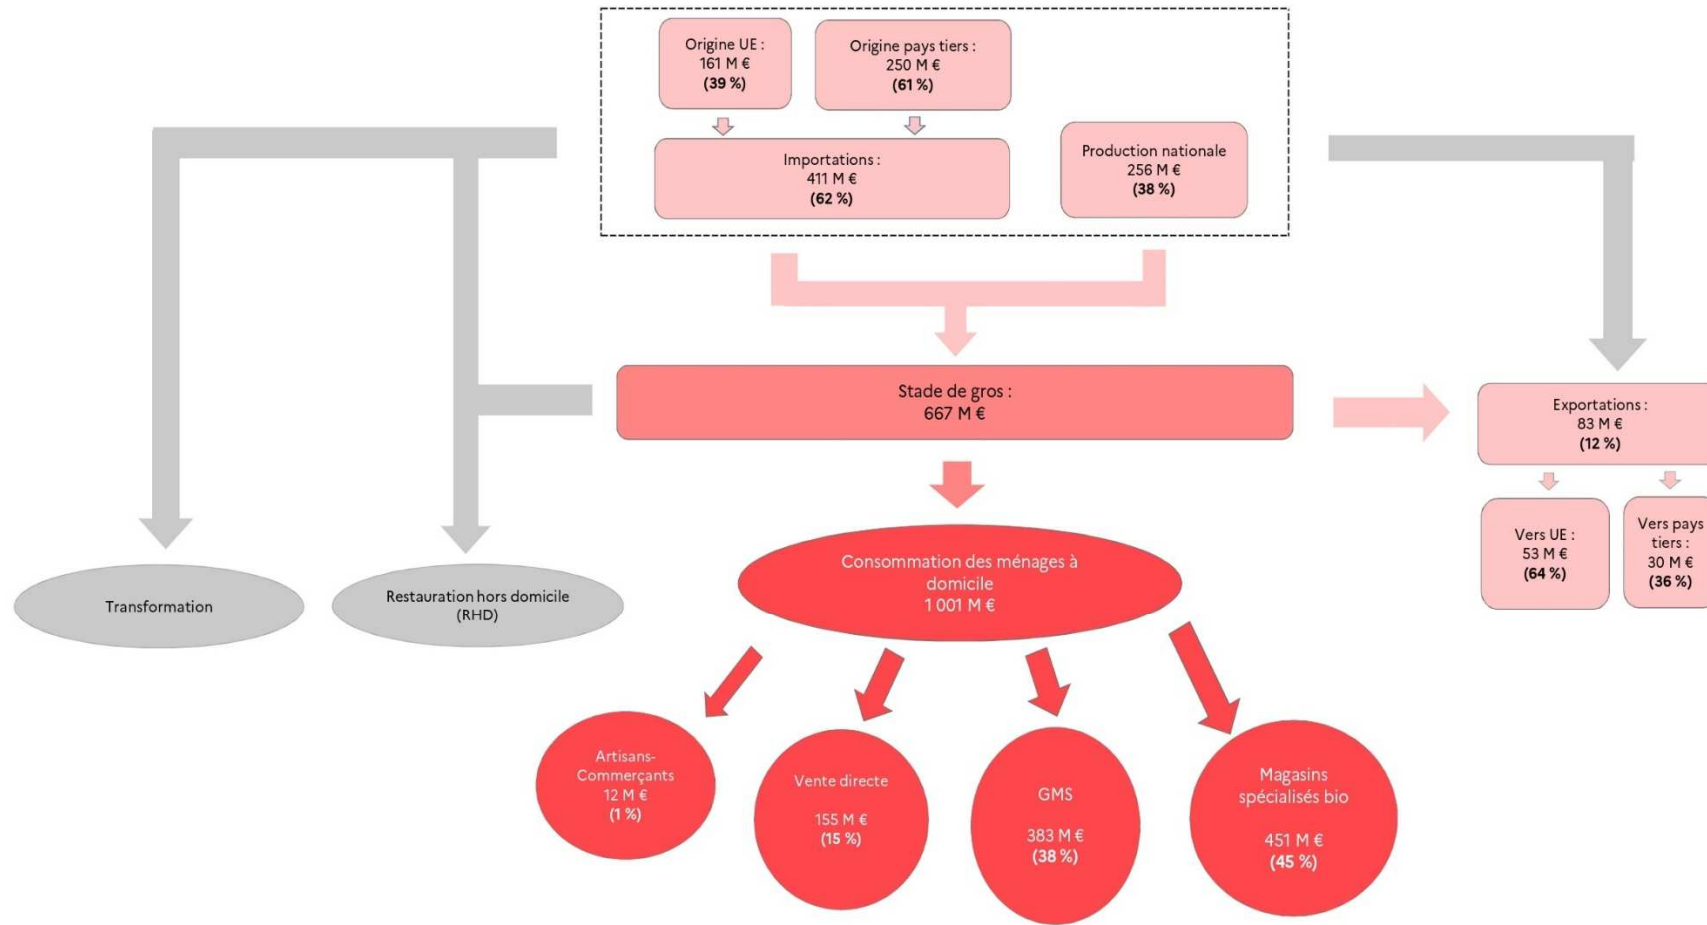 Origine UE :
161 M €
(39 %)
Origine pays tiers :
250 M €
(61 %)
Importations :
411 M €
(62 %)
Production nationale
256 M €
(38 %)
Stade de gros :
667 M €
Exportations :
83 M €
(12 %)
Vers UE :
53 M €
(64 %)
Vers pays
tiers :
30 M €
(36 %)
Transformation
Restauration hors domicile
(RHD)
Consommation des ménages à
domicile
1 001 M €
Artisans-
Commerçants
12 M €
(1 %)
Vente directe
155 M €
(15 %)
GMS
383 M €
(38 %)
Magasins
spécialisés bio
451 M €
(45 %)